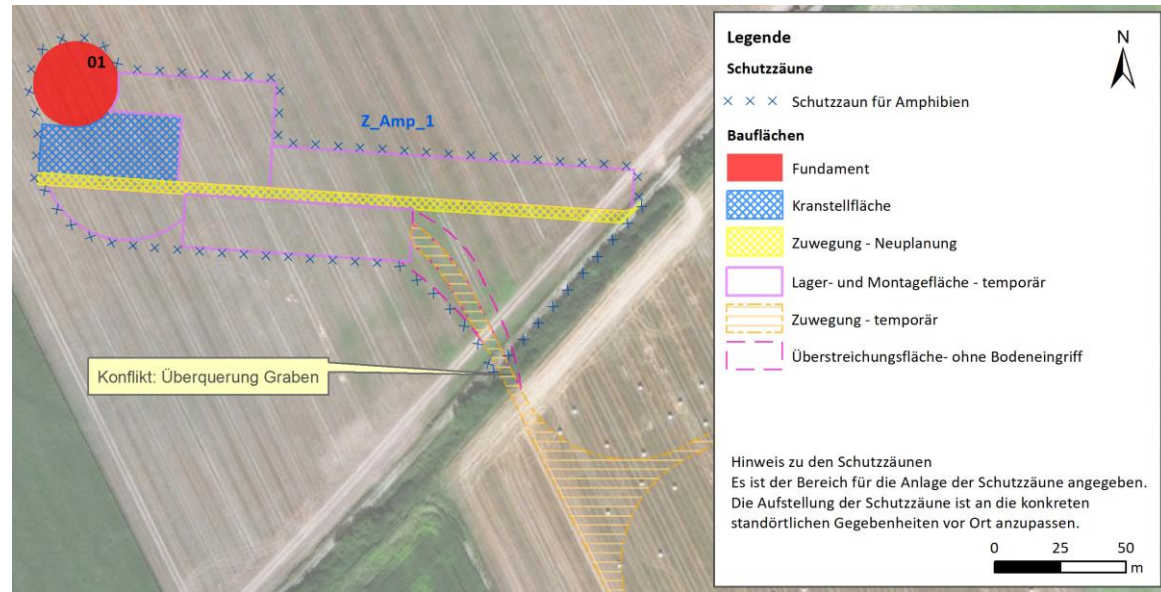 01
Z_Amp_1
Konflikt: Überquerung Graben
Legende
N
Schutzzäune
x x x Schutzzaun für Amphibien
Bauflächen
Fundament
Kranstellfläche
Zuwegung - Neuplanung
Lager- und Montagefläche - temporär
Zuwegung - temporär
Überstreichungsfläche- ohne Bodeneingriff
Hinweis zu den Schutzzäunen
Es ist der Bereich für die Anlage der Schutzzäune angegeben.
Die Aufstellung der Schutzzäune ist an die konkreten
standörtlichen Gegebenheiten vor Ort anzupassen.
0 25 50
m